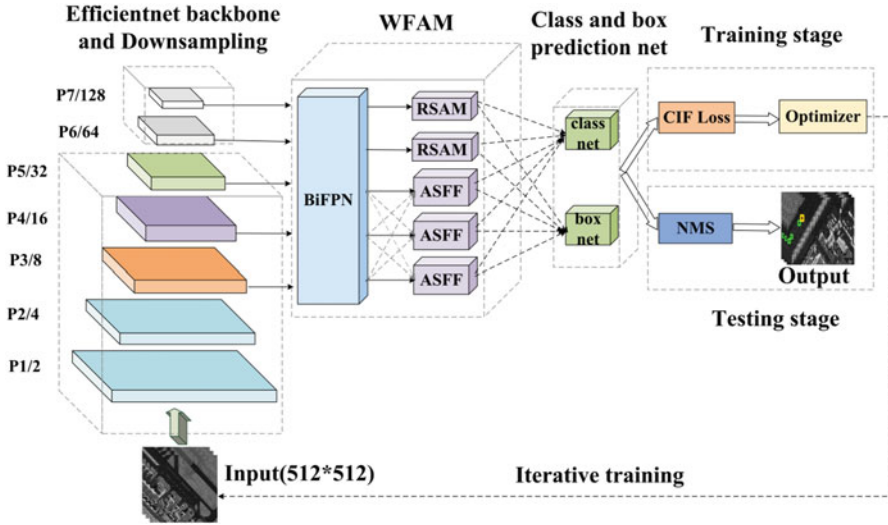 Efficientnet backbone
and Downsampling
WFAM
Class and box
prediction net
Training stage
P7/128
P6/64
P5/32
P4/16
P3/8
P2/4
P1/2
BiFPN
RSAM
RSAM
ASFF
ASFF
ASFF
class
net
box
net
CIF Loss
Optimizer
NMS
Output
Testing stage
Input(512*512)
Iterative training